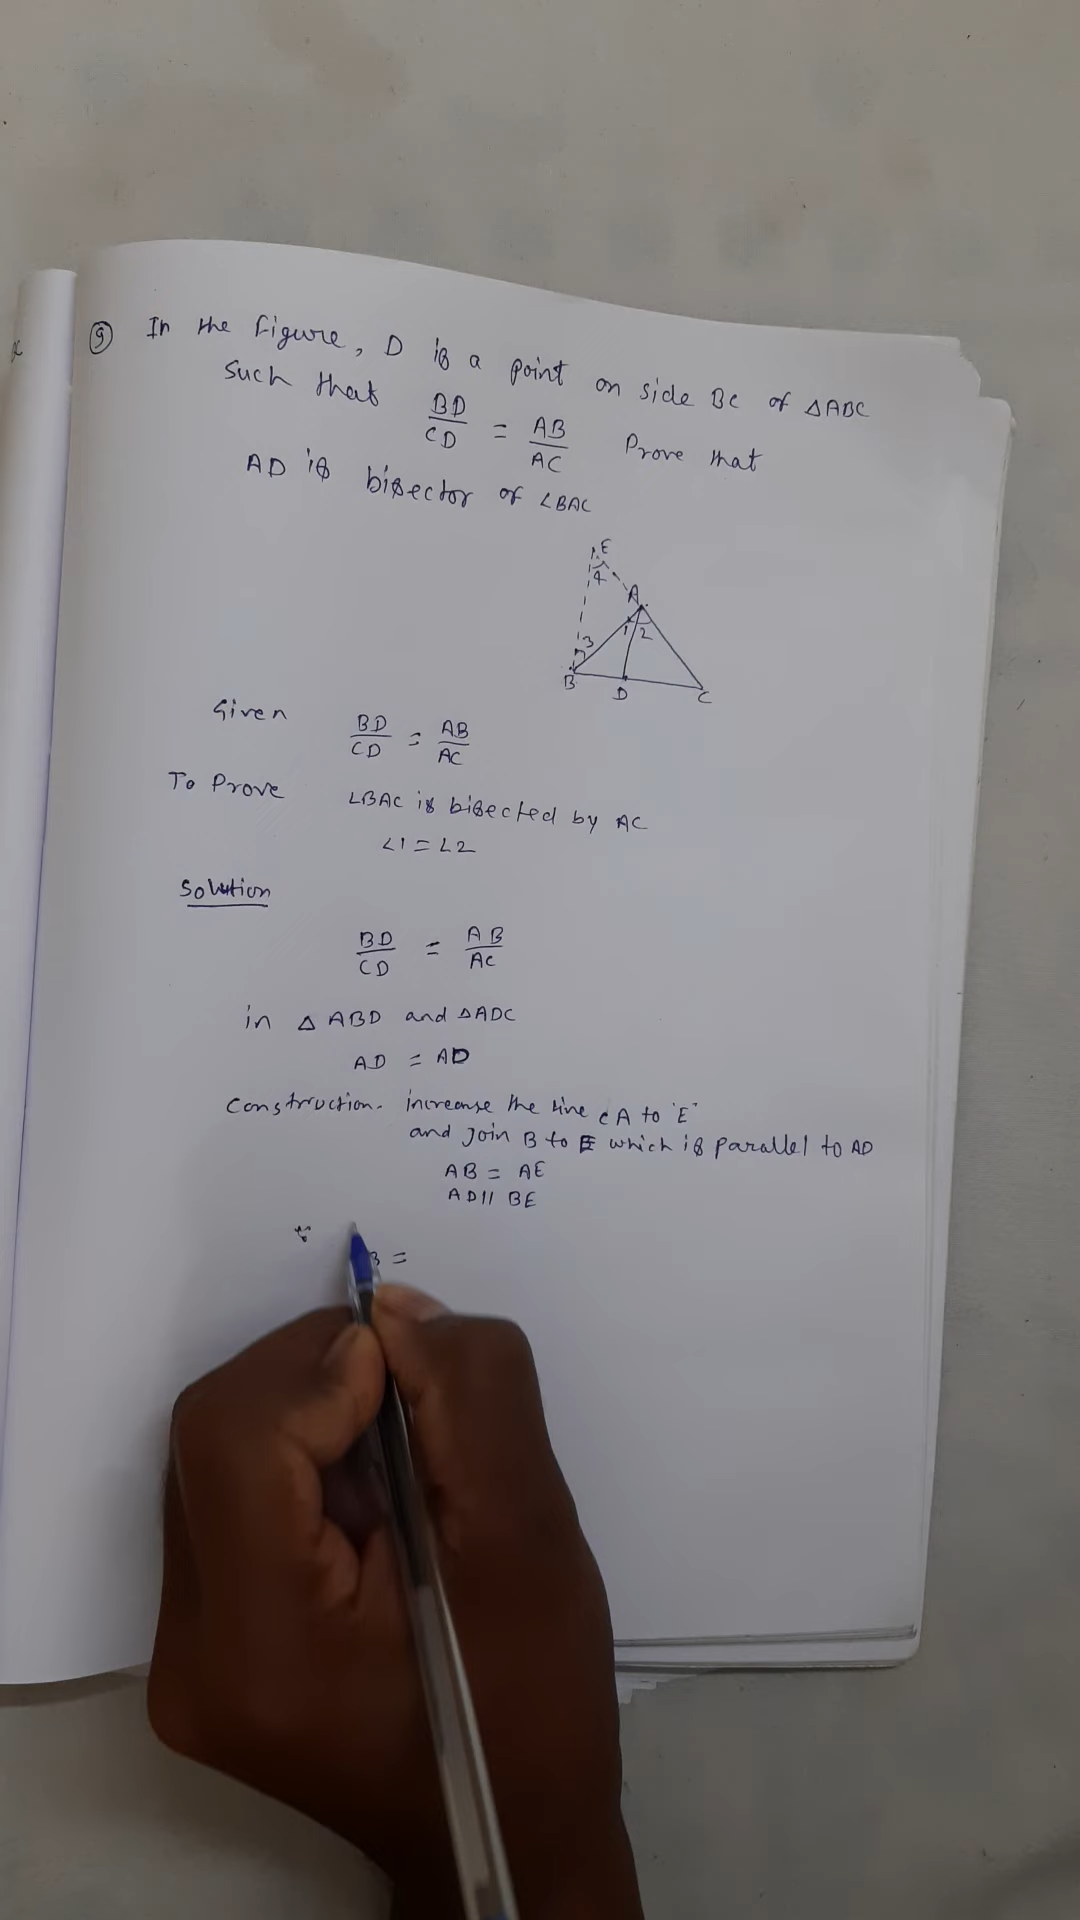 9 In the figure, D is a point on side BC of △ABC
such that BD/CD = AB/AC Prove that
AD is bisector of ∠BAC
E
4
A
1 2
3
B D C
Given BD/CD = AB/AC
To Prove ∠BAC is bisected by AC
∠1 = ∠2
Solution
BD/CD = AB/AC
in △ ABD and △ADC
AD = AD
Construction. increase the line CA to "E"
and join B to E which is parallel to AD
AB = AE
AD || BE
B =